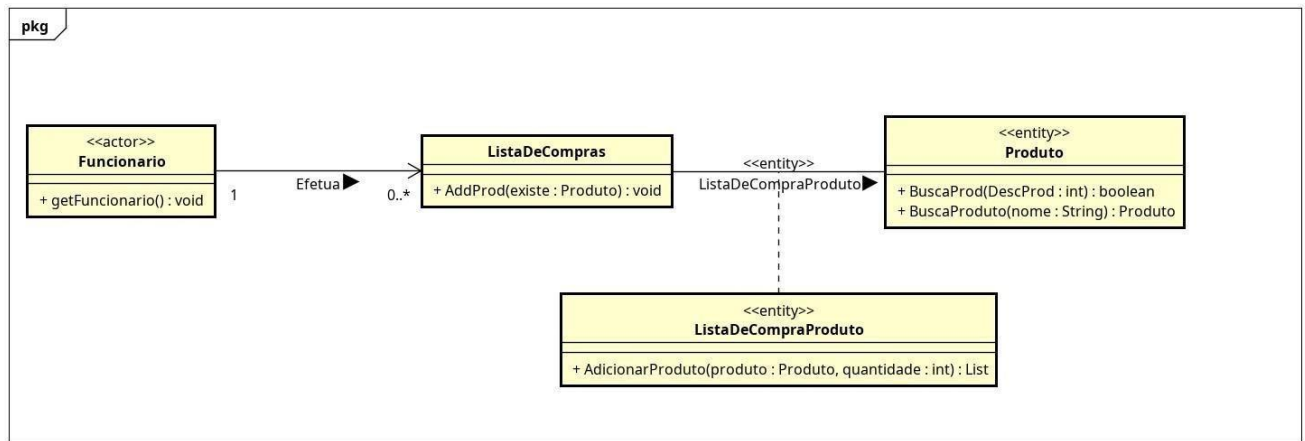 pkg
<<actor>>
Funcionario
+ getFuncionario() : void
1
Efetua
0..*
ListaDeCompras
+ AddProd(existe : Produto) : void
<<entity>>
ListaDeCompraProduto
<<entity>>
Produto
+ BuscaProd(DescProd : int) : boolean
+ BuscaProduto(nome : String) : Produto
<<entity>>
ListaDeCompraProduto
+ AdicionarProduto(produto : Produto, quantidade : int) : List